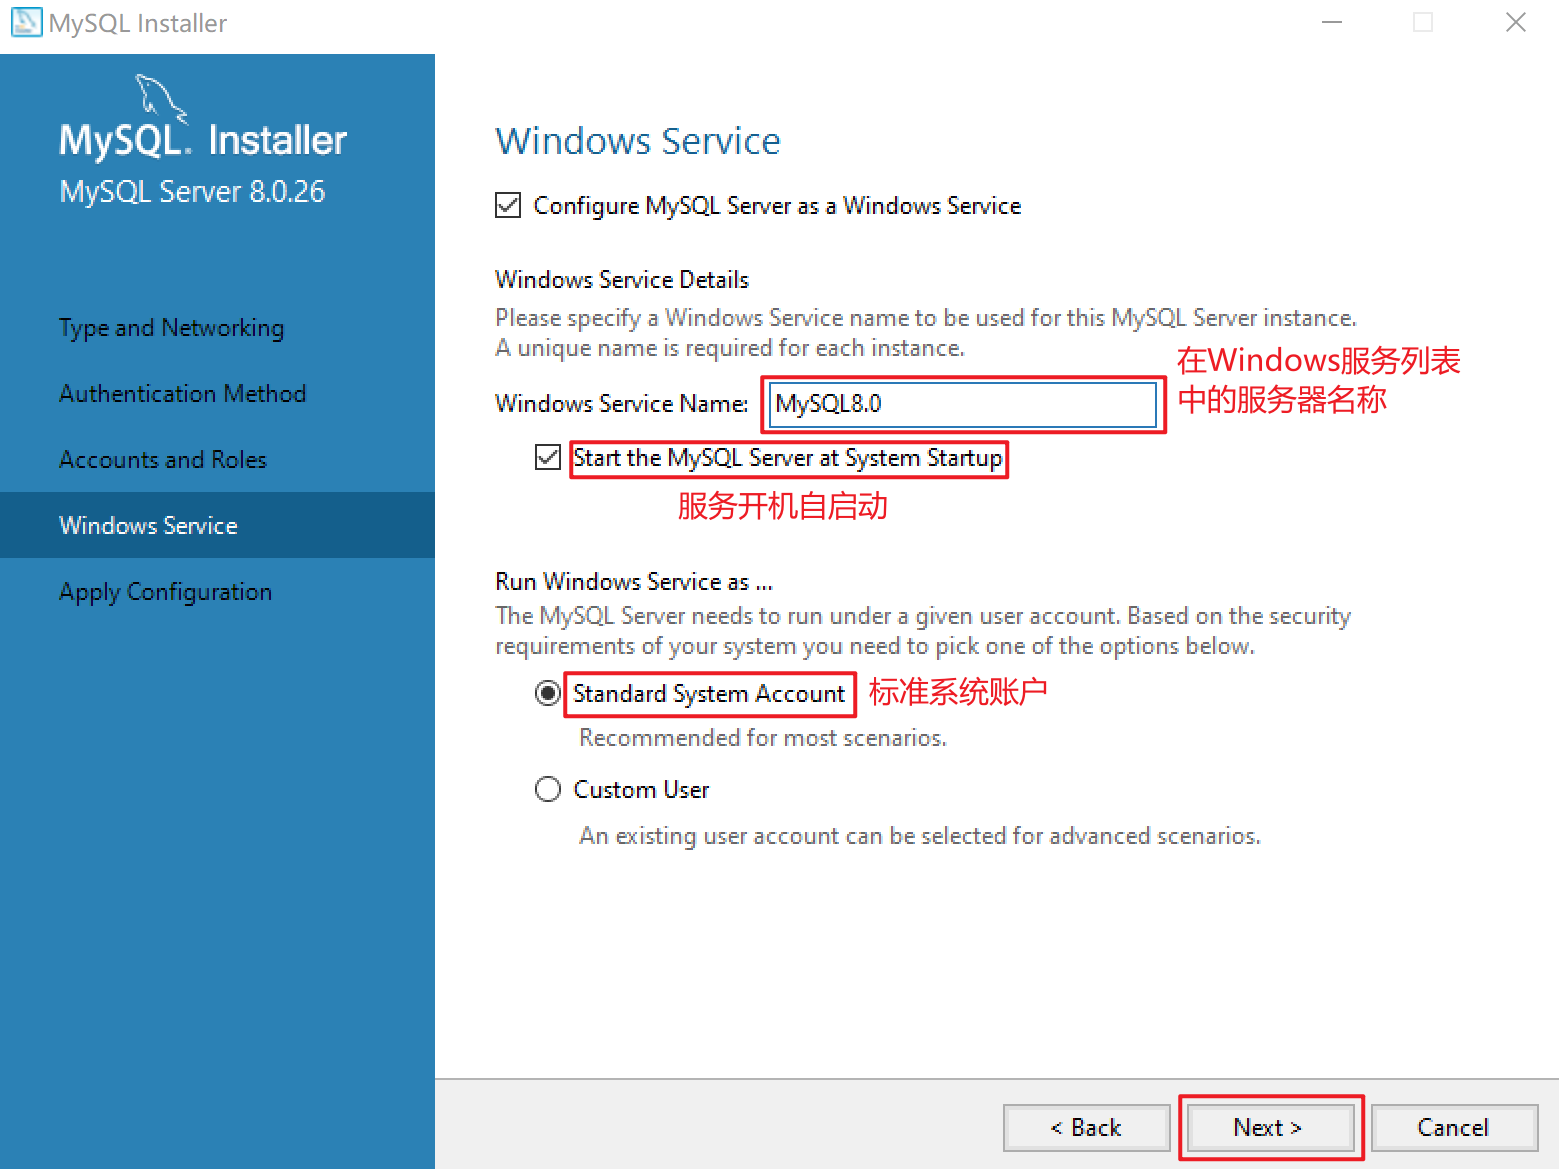 MySQL Installer
MySQL. Installer
MySQL Server 8.0.26
Type and Networking
Authentication Method
Accounts and Roles
Windows Service
Apply Configuration
Windows Service
Configure MySQL Server as a Windows Service
Windows Service Details
Please specify a Windows Service name to be used for this MySQL Server instance.
A unique name is required for each instance.
在Windows服务列表
中的服务器名称
Windows Service Name: MySQL8.0
Start the MySQL Server at System Startup
服务开机自启动
Run Windows Service as ...
The MySQL Server needs to run under a given user account. Based on the security
requirements of your system you need to pick one of the options below.
Standard System Account 标准系统账户
Recommended for most scenarios.
Custom User
An existing user account can be selected for advanced scenarios.
< Back Next > Cancel